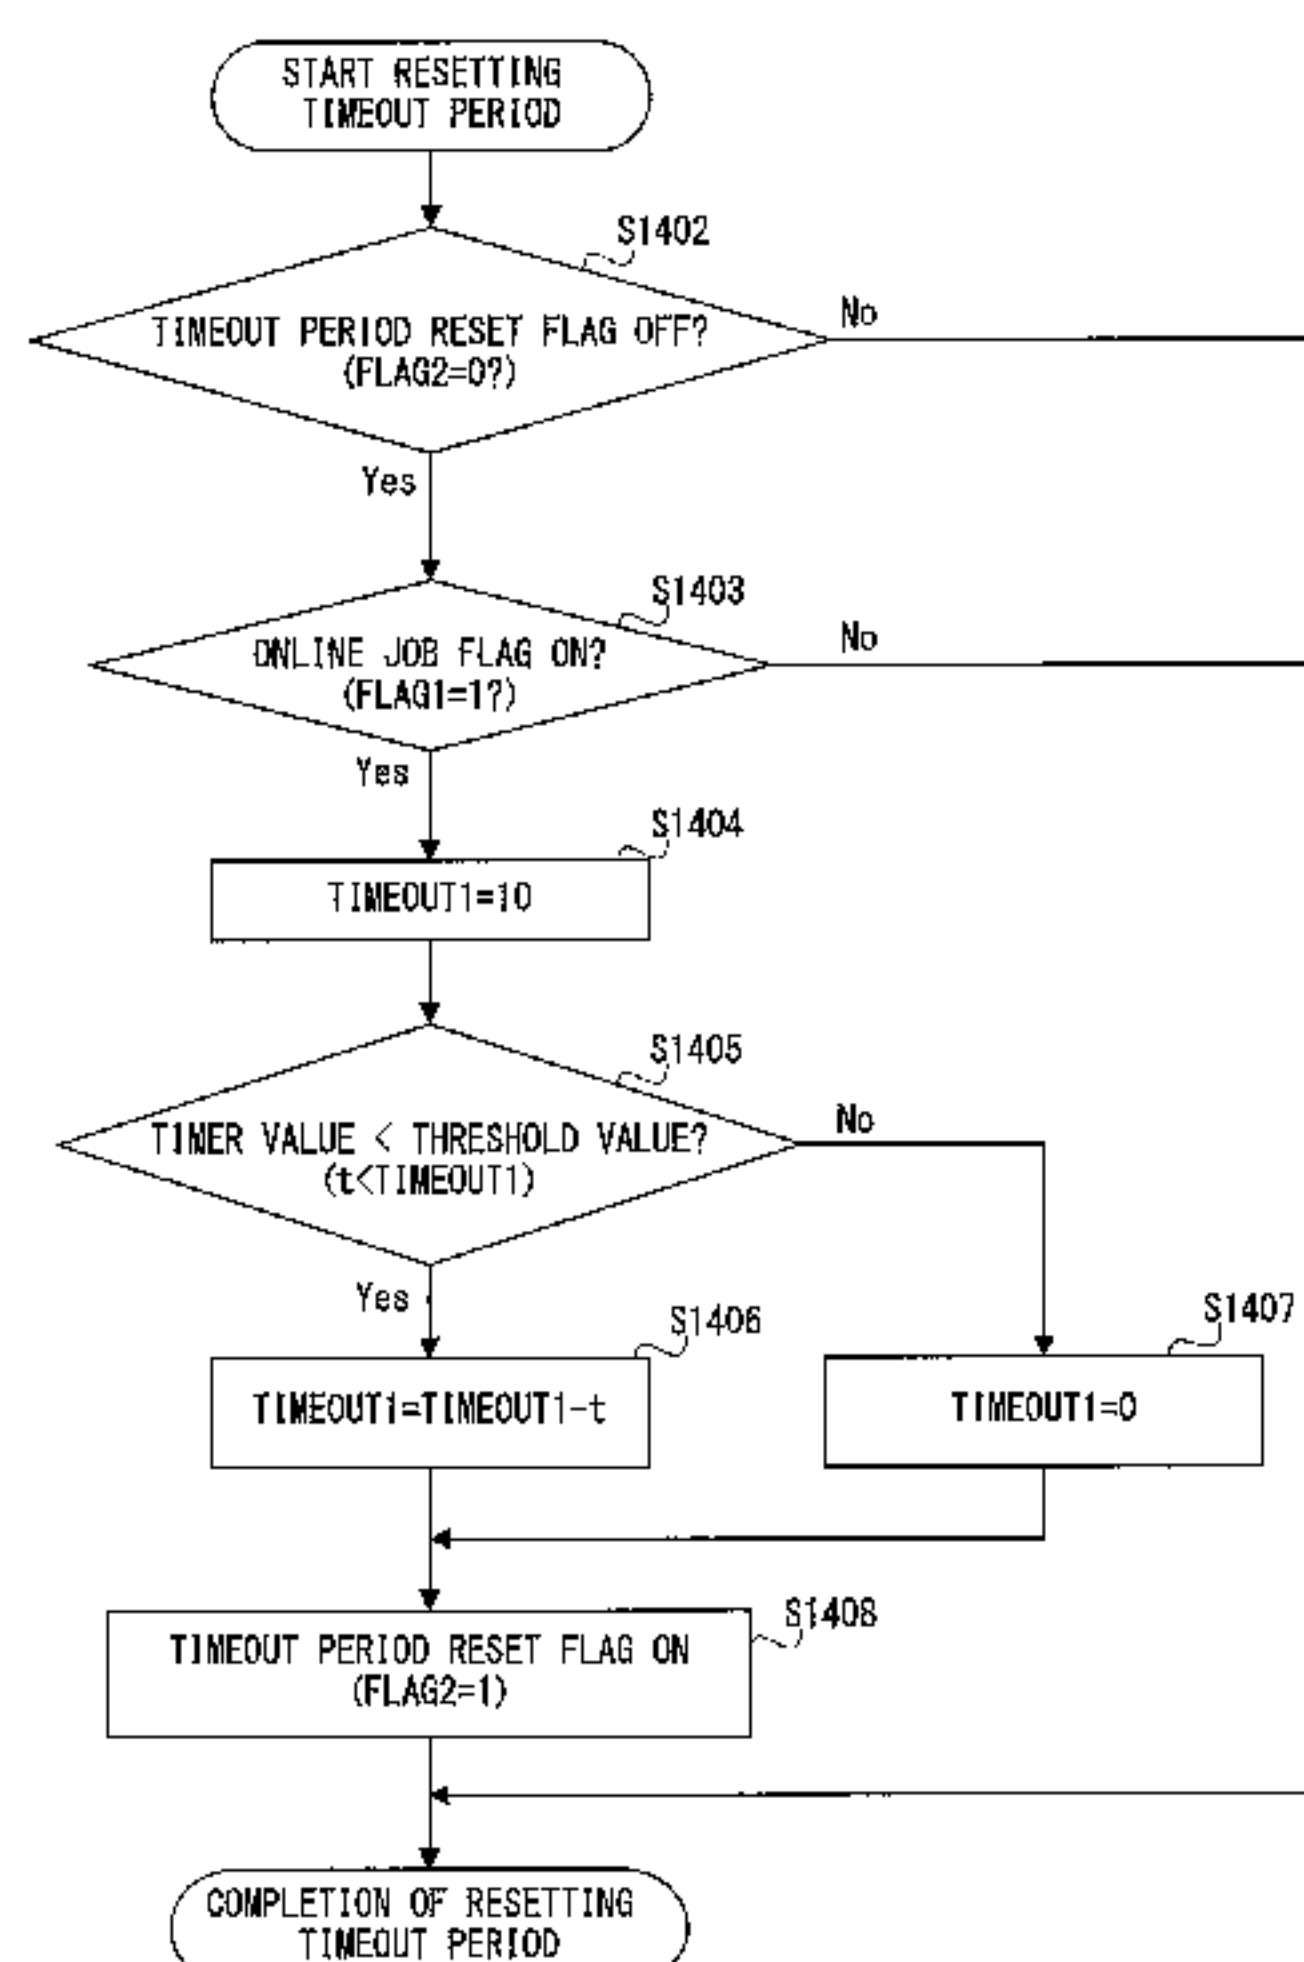 START RESETTING
TIMEOUT PERIOD
S1402
TIMEOUT PERIOD RESET FLAG OFF?
(FLAG2=0?)
No
Yes
S1403
ONLINE JOB FLAG ON?
(FLAG1=1?)
No
Yes
S1404
TIMEOUT1=10
S1405
TIMER VALUE < THRESHOLD VALUE?
(t<TIMEOUT1)
No
Yes
S1406
TIMEOUT1=TIMEOUT1-t
S1407
TIMEOUT1=0
S1408
TIMEOUT PERIOD RESET FLAG ON
(FLAG2=1)
COMPLETION OF RESETTING
TIMEOUT PERIOD